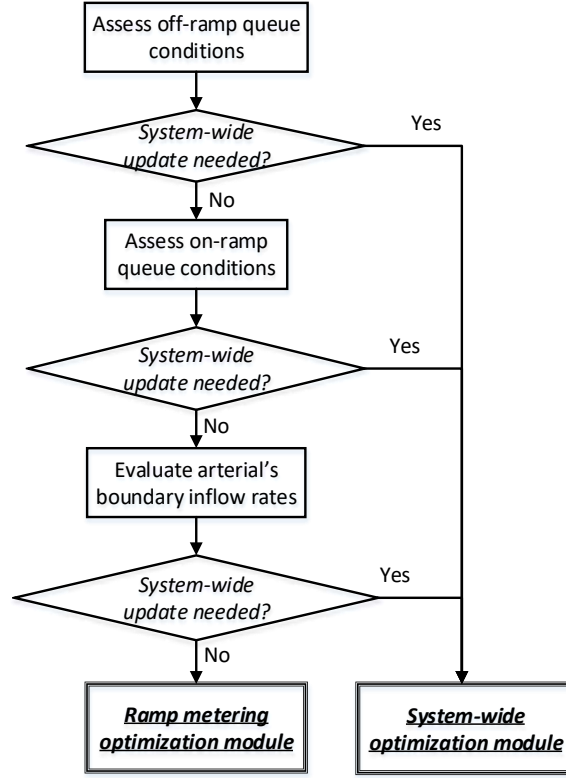 Assess off-ramp queue
conditions
System-wide
update needed?
Yes
No
Assess on-ramp
queue conditions
System-wide
update needed?
Yes
No
Evaluate arterial’s
boundary inflow rates
System-wide
update needed?
Yes
No
Ramp metering
optimization module
System-wide
optimization module